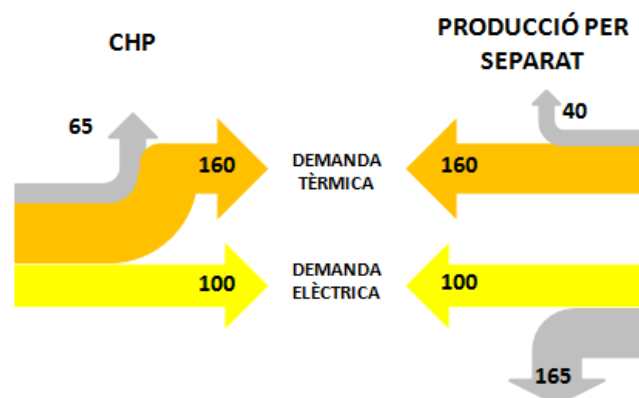 CHP
PRODUCCIÓ PER
SEPARAT
65
40
160
DEMANDA
TÈRMICA
160
100
DEMANDA
ELÈCTRICA
100
165